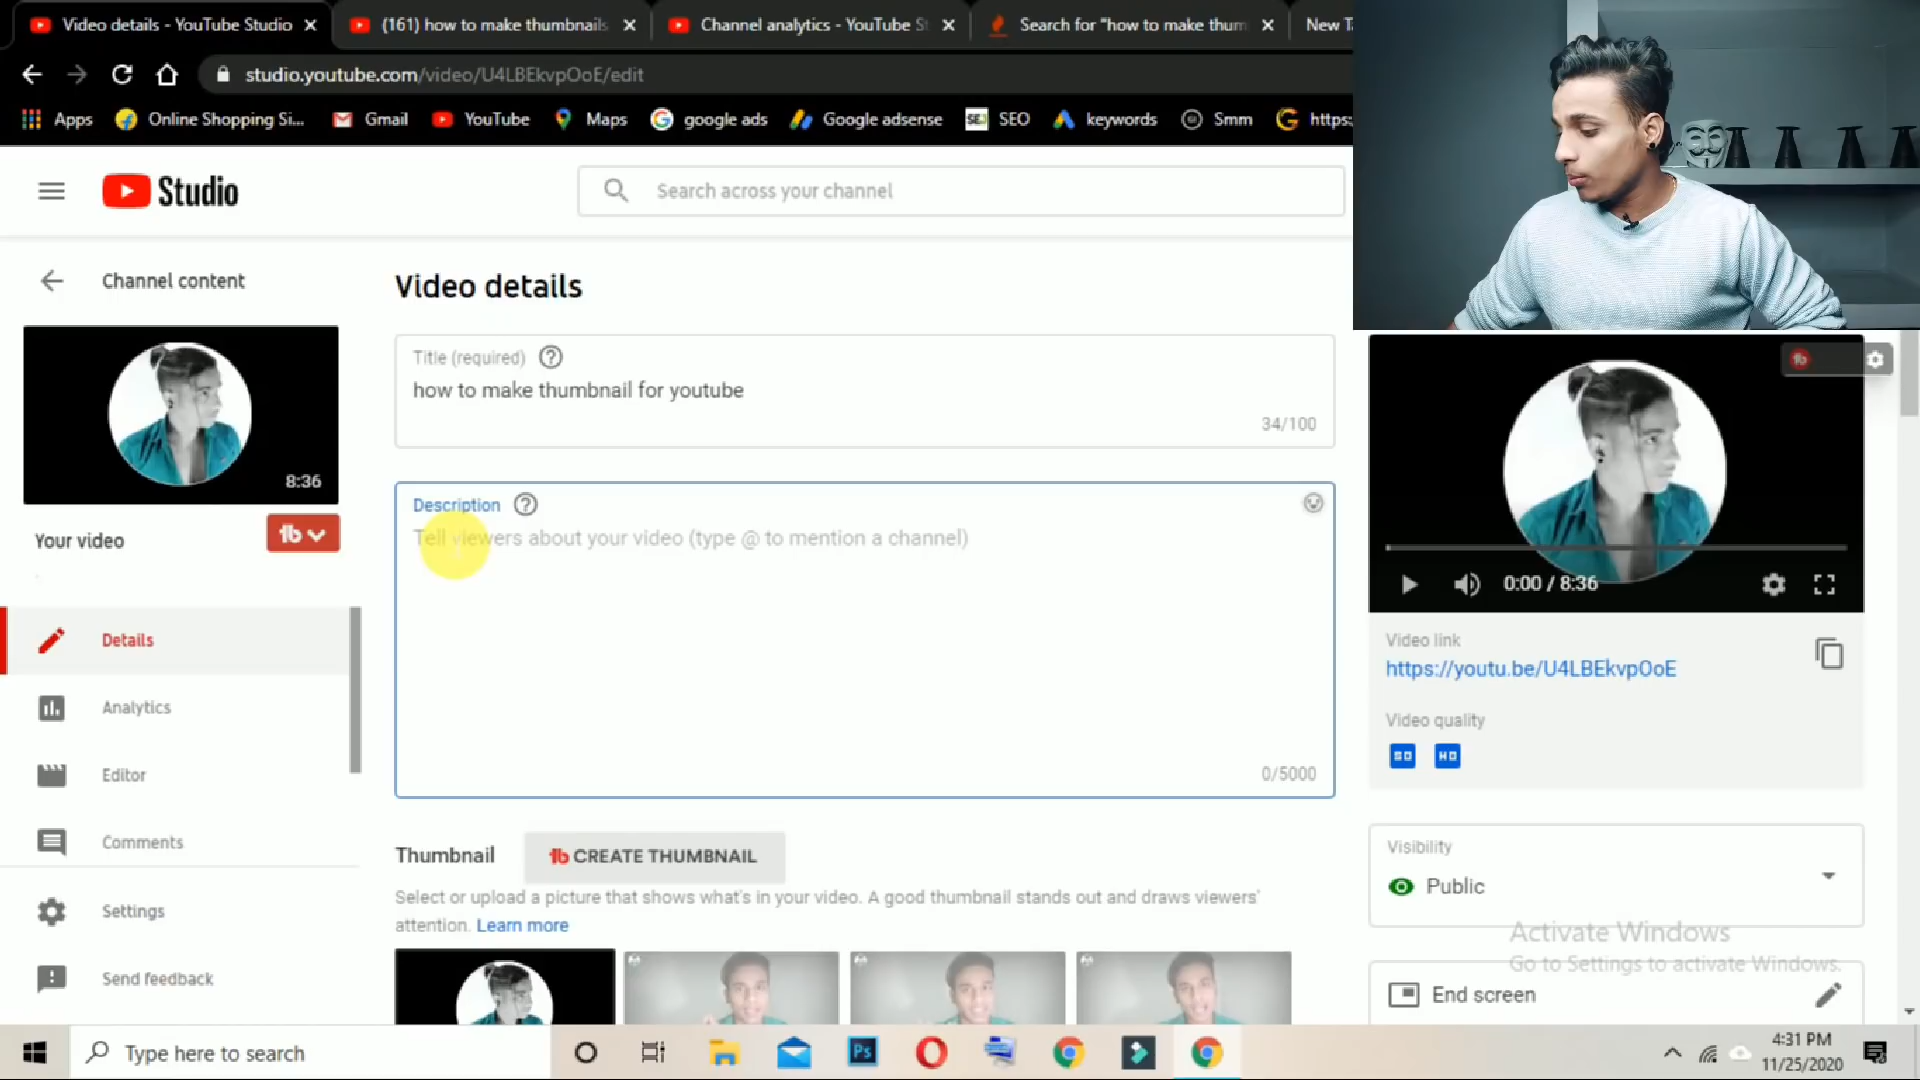 Video details - YouTube Studio
(161) how to make thumbnails
Channel analytics - YouTube St
Search for "how to make thum
New T
studio.youtube.com/video/U4LBEkvpOoE/edit
Apps
Online Shopping Si...
Gmail
YouTube
Maps
google ads
Google adsense
SEO
keywords
Smm
https:
Studio
Search across your channel
Channel content
Video details
Title (required)
how to make thumbnail for youtube
34/100
8:36
Description
Tell viewers about your video (type @ to mention a channel)
Your video
0:00 / 8:36
Video link
https://youtu.be/U4LBEkvpOoE
Details
Analytics
Video quality
SD HD
Editor
0/5000
Comments
Thumbnail
CREATE THUMBNAIL
Visibility
Public
Select or upload a picture that shows what's in your video. A good thumbnail stands out and draws viewers'
attention. Learn more
Settings
Activate Windows
Go to Settings to activate Windows.
Send feedback
End screen
Type here to search
Ps
4:31 PM
11/25/2020